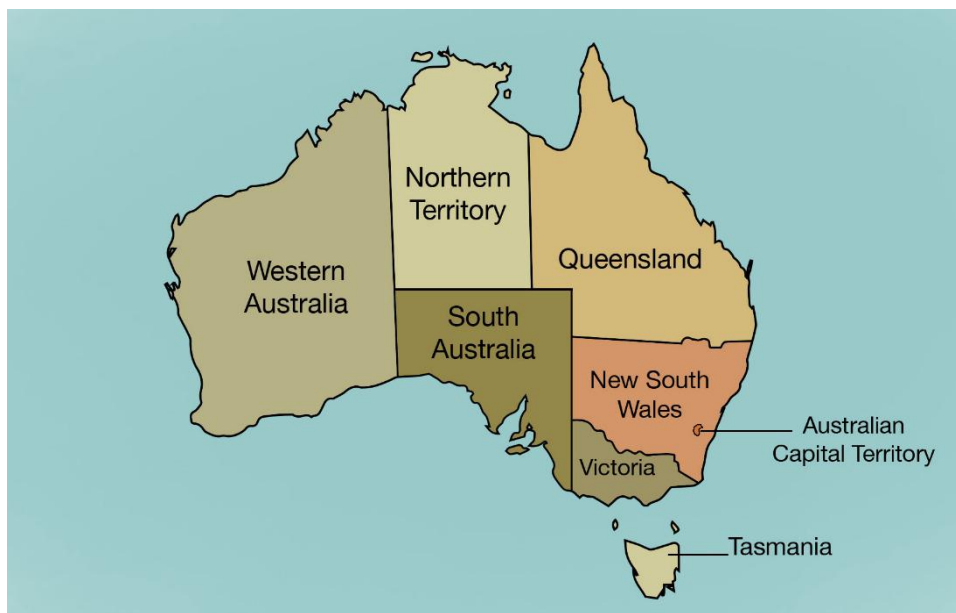 Northern
Territory
Western
Australia
Queensland
South
Australia
New South
Wales
Australian
Capital Territory
Victoria
Tasmania